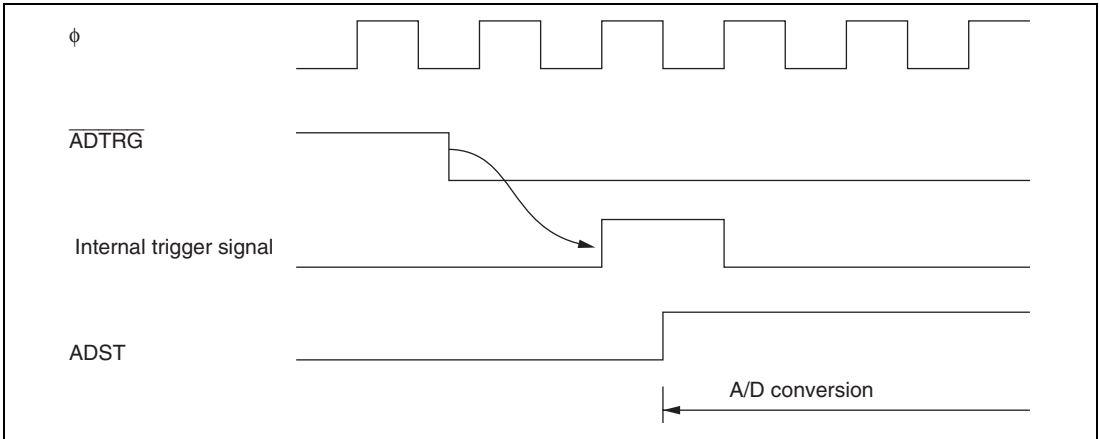 ϕ
ADTRG
Internal trigger signal
ADST
A/D conversion